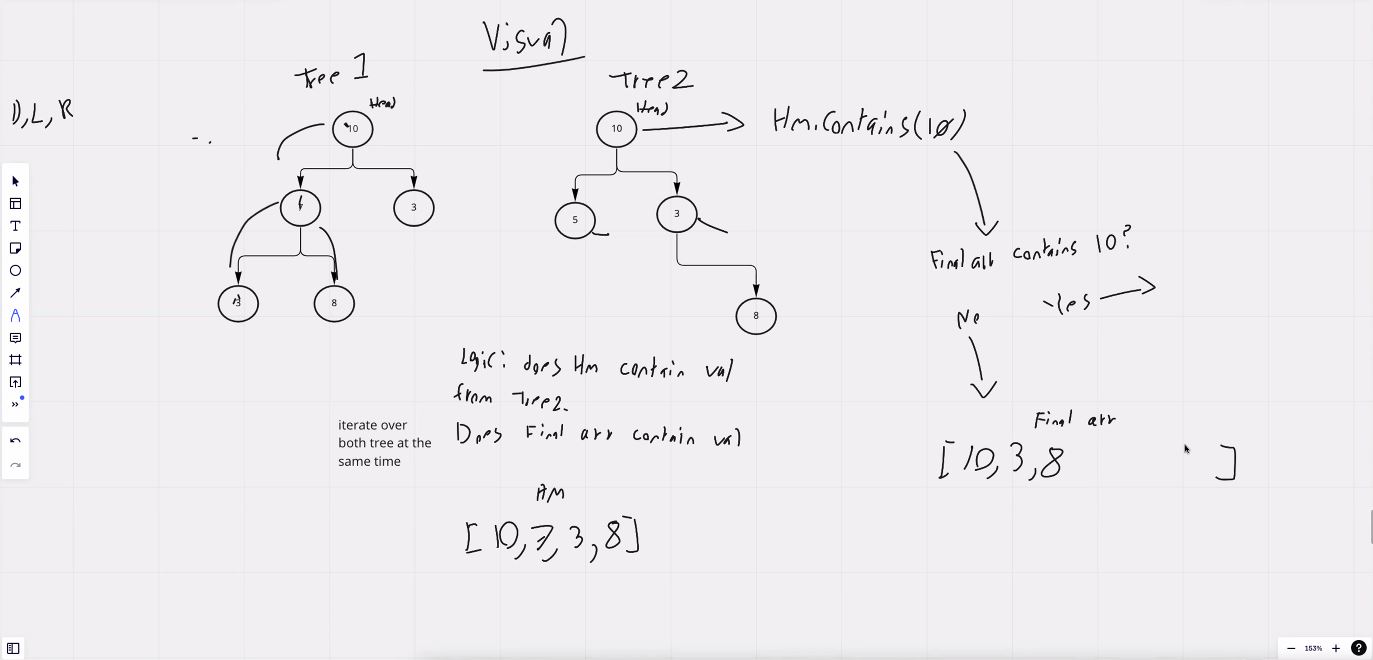 Visual
Tree 1
Tree 2
D, L, R
Head
Head
10
10
Hm.Contains(10)
3
5
3
Final arr contains 10?
3
8
8
No
Yes
Logic: does Hm contain val
from Tree2.
Does Final arr contain val
iterate over
both tree at the
same time
Final arr
[10, 3, 8 ]
HM
[10, 7, 3, 8]
153%